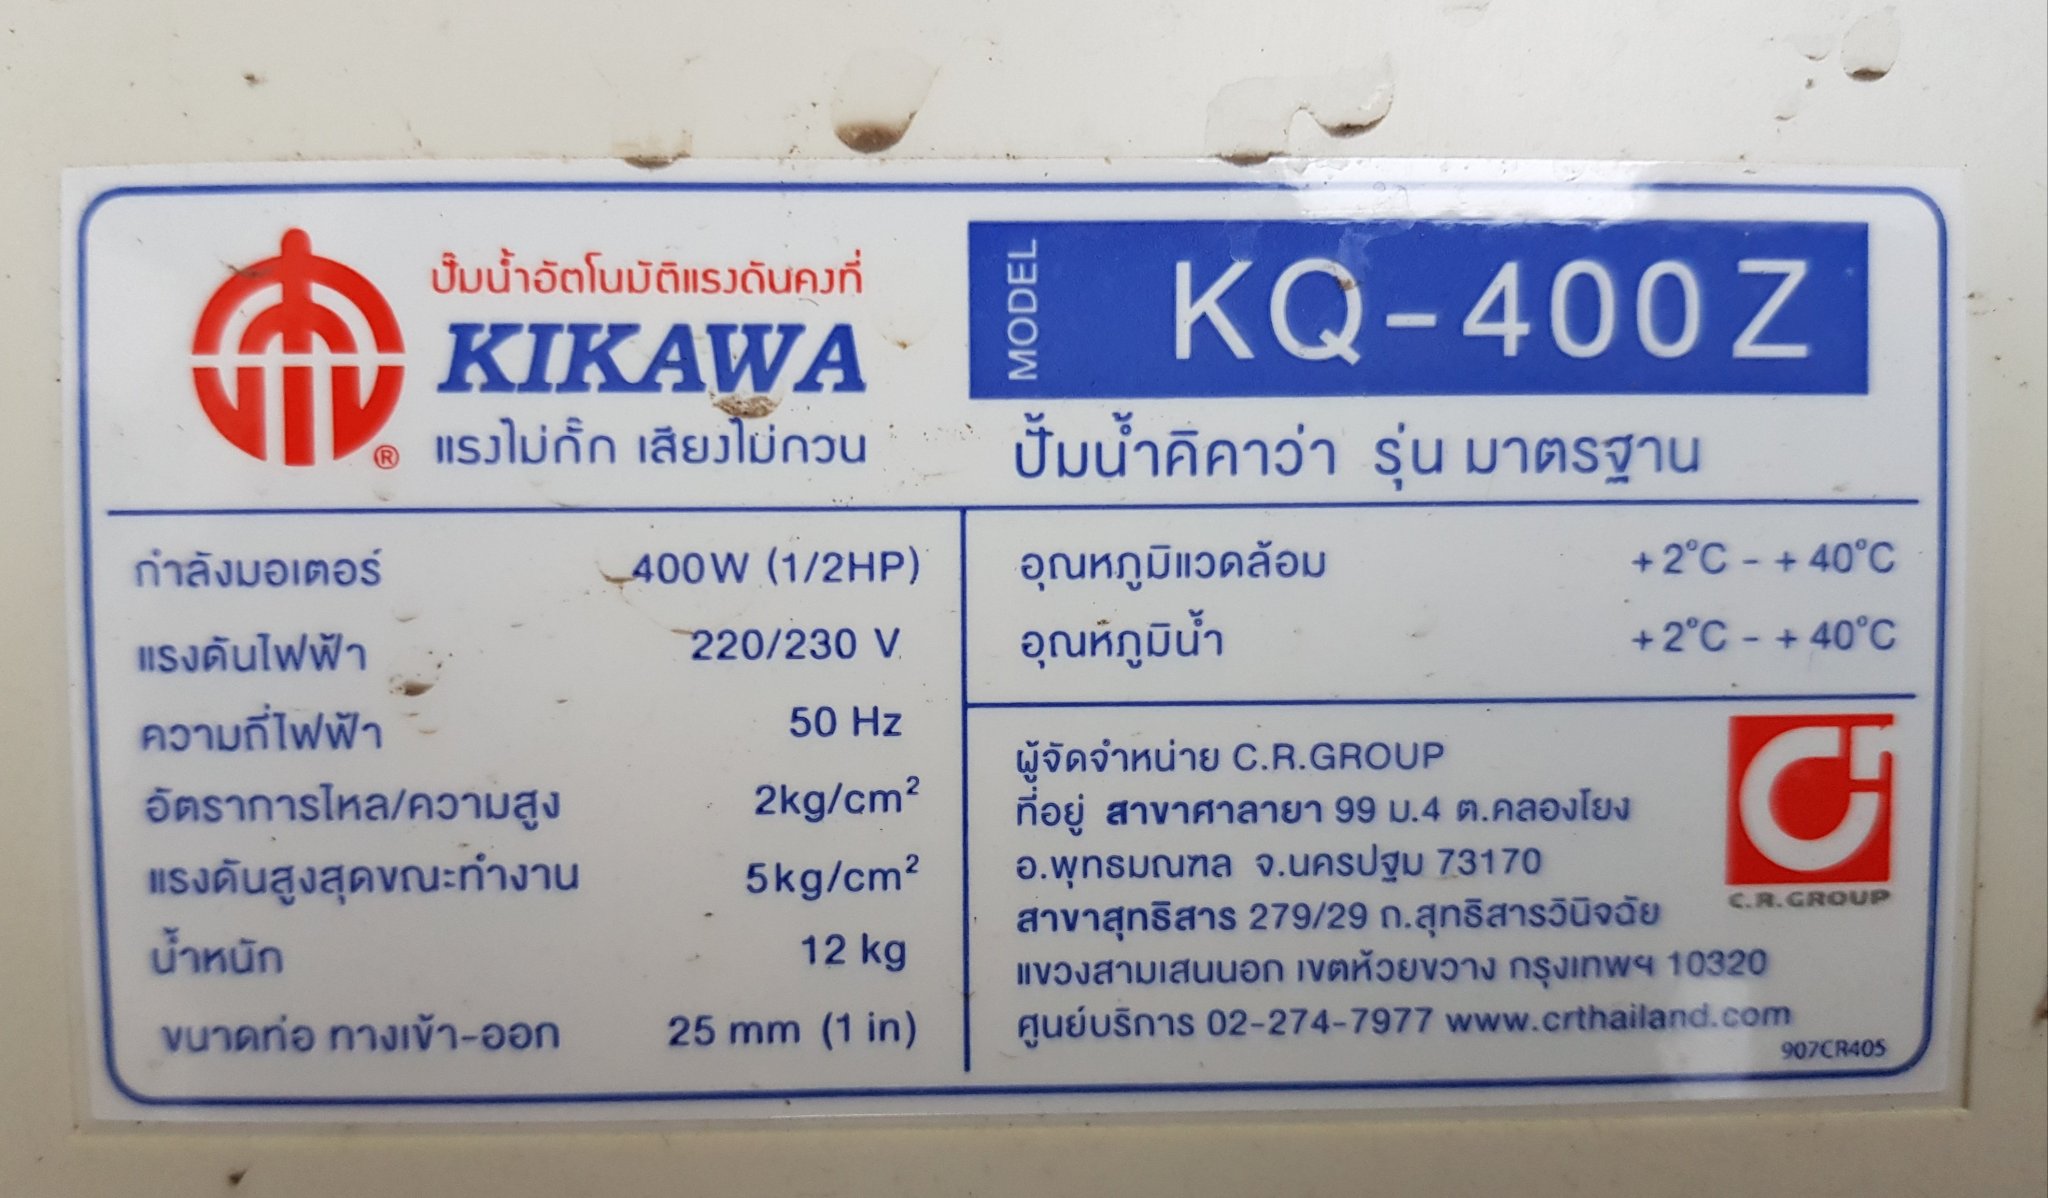 ปั๊มน้ำอัตโนมัติแรงดันคงที่
KIKAWA
แรงไม่กั๊ก เสียงไม่กวน
®
MODEL KQ-400Z
ปั้มน้ำคิคาว่า รุ่น มาตรฐาน
กำลังมอเตอร์ 400W (1/2HP)
แรงดันไฟฟ้า 220/230 V
ความถี่ไฟฟ้า 50 Hz
อัตราการไหล/ความสูง 2kg/cm²
แรงดันสูงสุดขณะทำงาน 5kg/cm²
น้ำหนัก 12 kg
ขนาดท่อ ทางเข้า-ออก 25 mm (1 in)
อุณหภูมิแวดล้อม +2°C - +40°C
อุณหภูมิน้ำ +2°C - +40°C
ผู้จัดจำหน่าย C.R.GROUP
ที่อยู่ สาขาศาลายา 99 ม.4 ต.คลองโยง
อ.พุทธมณฑล จ.นครปฐม 73170
สาขาสุทธิสาร 279/29 ถ.สุทธิสารวินิจฉัย
แขวงสามเสนนอก เขตห้วยขวาง กรุงเทพฯ 10320
ศูนย์บริการ 02-274-7977 www.crthailand.com
C.R.GROUP
907CR405